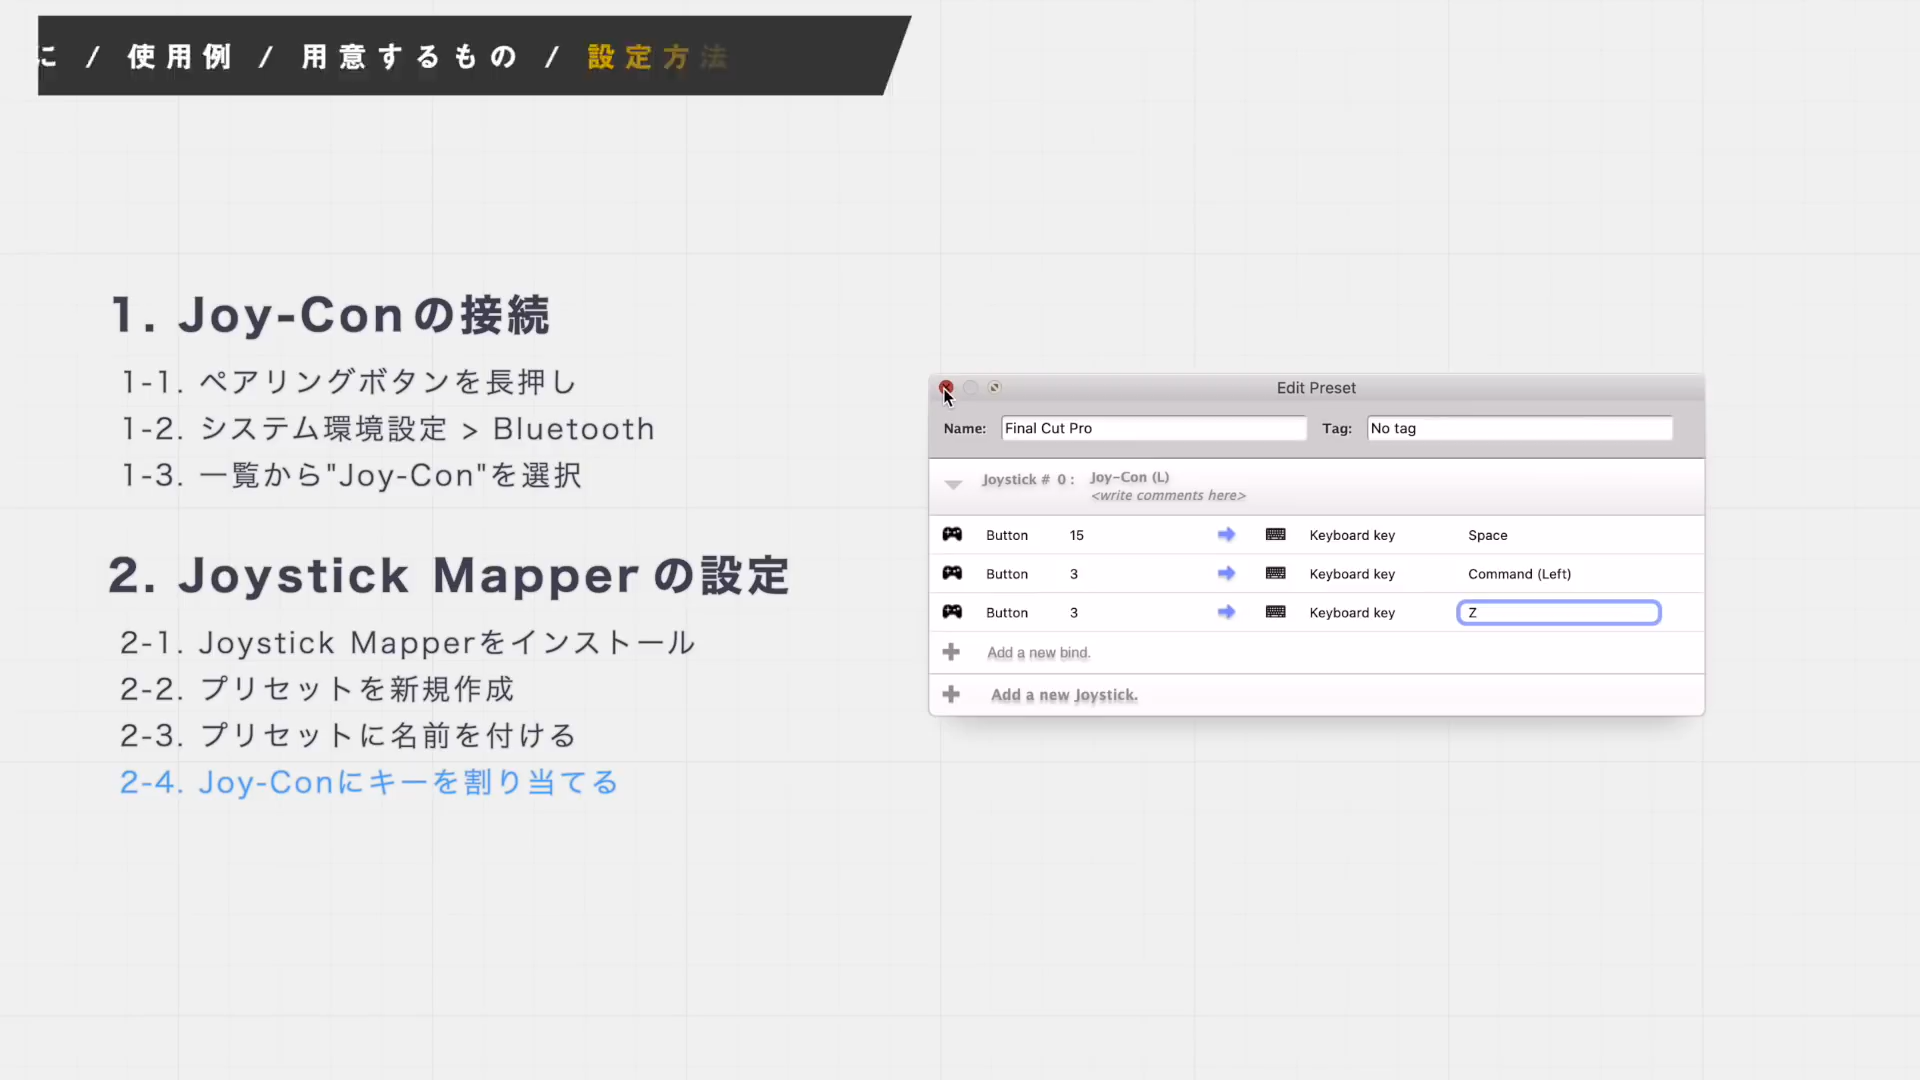 に / 使用例 / 用意するもの / 設定方法
1. Joy-Conの接続
1-1. ペアリングボタンを長押し
1-2. システム環境設定 > Bluetooth
1-3. 一覧から"Joy-Con"を選択
2. Joystick Mapperの設定
2-1. Joystick Mapperをインストール
2-2. プリセットを新規作成
2-3. プリセットに名前を付ける
2-4. Joy-Conにキーを割り当てる
Edit Preset
Name: Final Cut Pro Tag: No tag
Joystick # 0 : Joy-Con (L)
<write comments here>
Button 15 Keyboard key Space
Button 3 Keyboard key Command (Left)
Button 3 Keyboard key Z
Add a new bind.
Add a new Joystick.